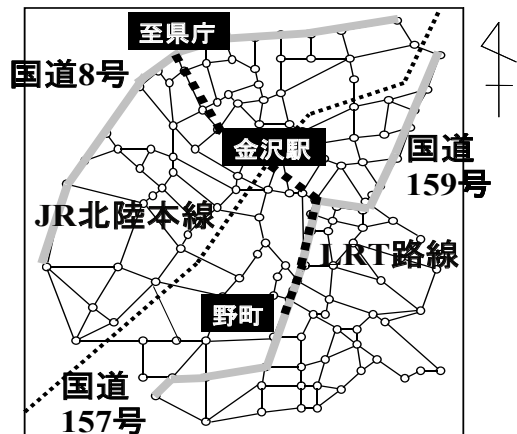 至県庁
国道8号
金沢駅
国道
159号
JR北陸本線
LRT路線
野町
国道
157号